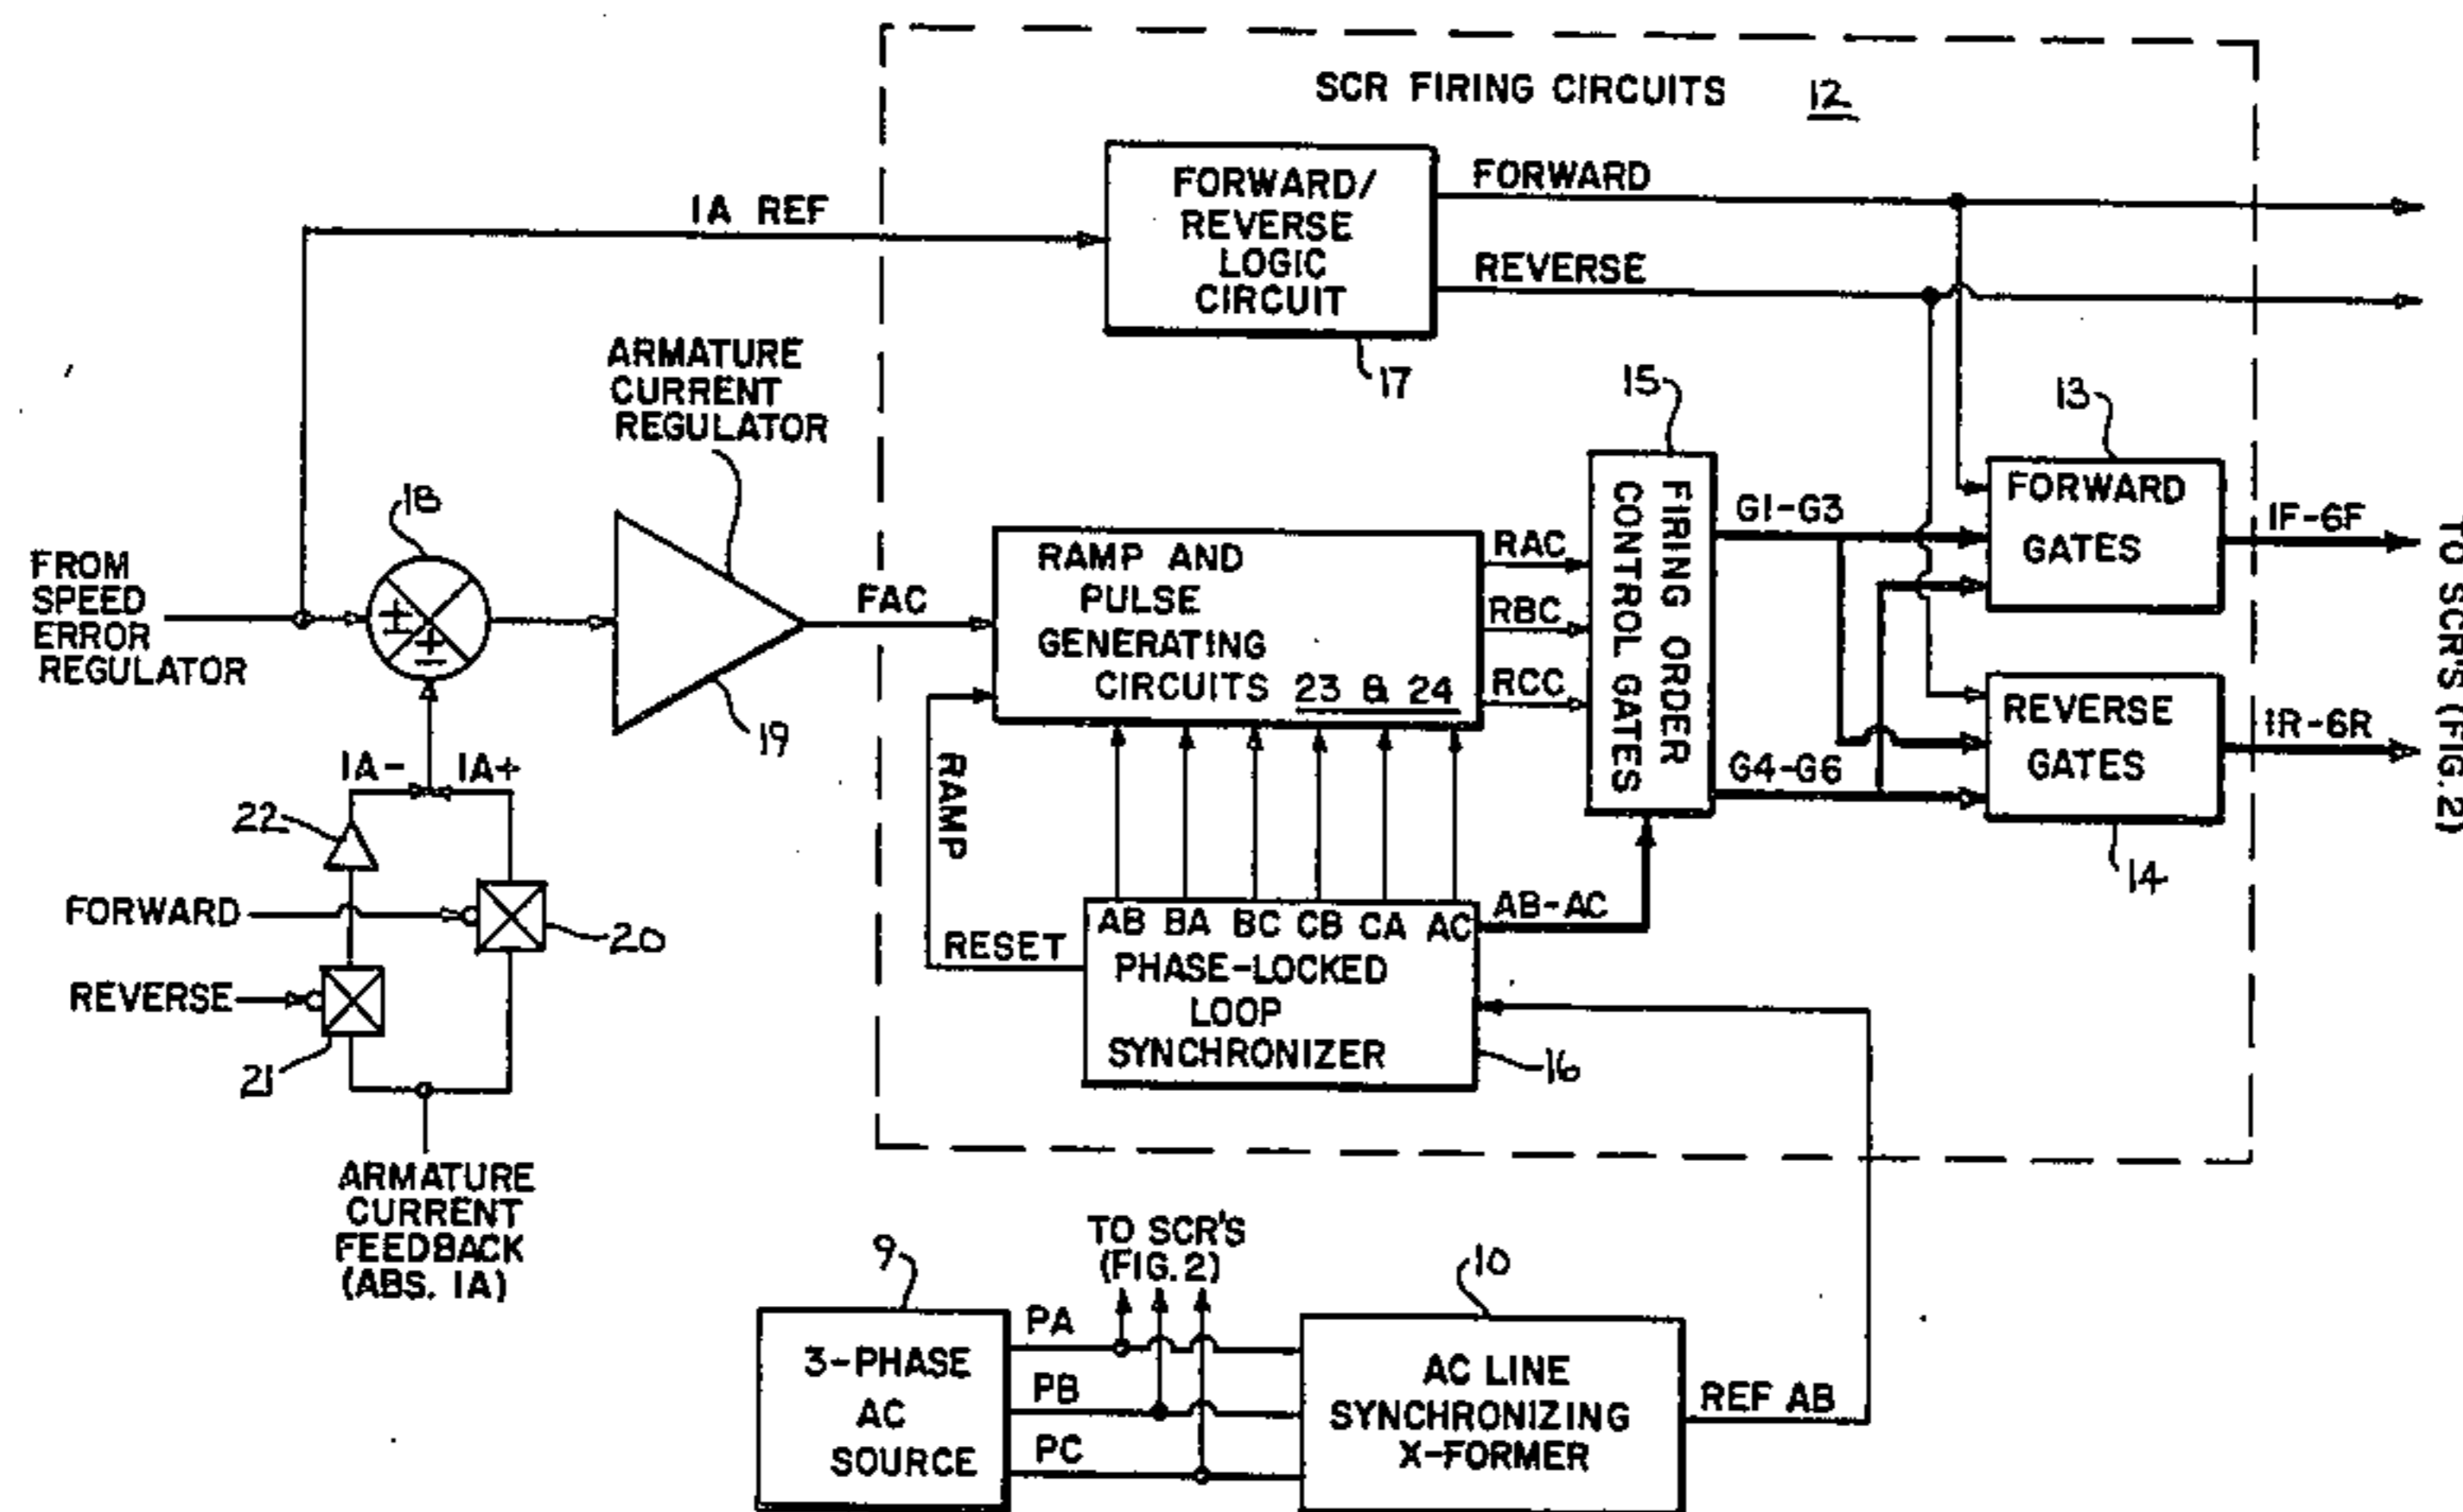 SCR FIRING CIRCUITS 12
FORWARD/
REVERSE
LOGIC
CIRCUIT
17
FORWARD
REVERSE
IA REF
ARMATURE
CURRENT
REGULATOR
19
18
±
+
−
FROM
SPEED
ERROR
REGULATOR
FAC
RAMP AND
PULSE
GENERATING
CIRCUITS 23 & 24
RAC
RBC
RCC
15
FIRING ORDER
CONTROL GATES
G1-G3
G4-G6
13
FORWARD
GATES
REVERSE
GATES
14
1F-6F
1R-6R
TO SCR'S (FIG.2)
IA-
IA+
22
FORWARD
20
REVERSE
21
ARMATURE
CURRENT
FEEDBACK
(ABS. IA)
RAMP
RESET
AB BA BC CB CA AC
PHASE-LOCKED
LOOP
SYNCHRONIZER
16
AB-AC
TO SCR'S
(FIG.2)
9
3-PHASE
AC
SOURCE
PA
PB
PC
10
AC LINE
SYNCHRONIZING
X-FORMER
REF AB